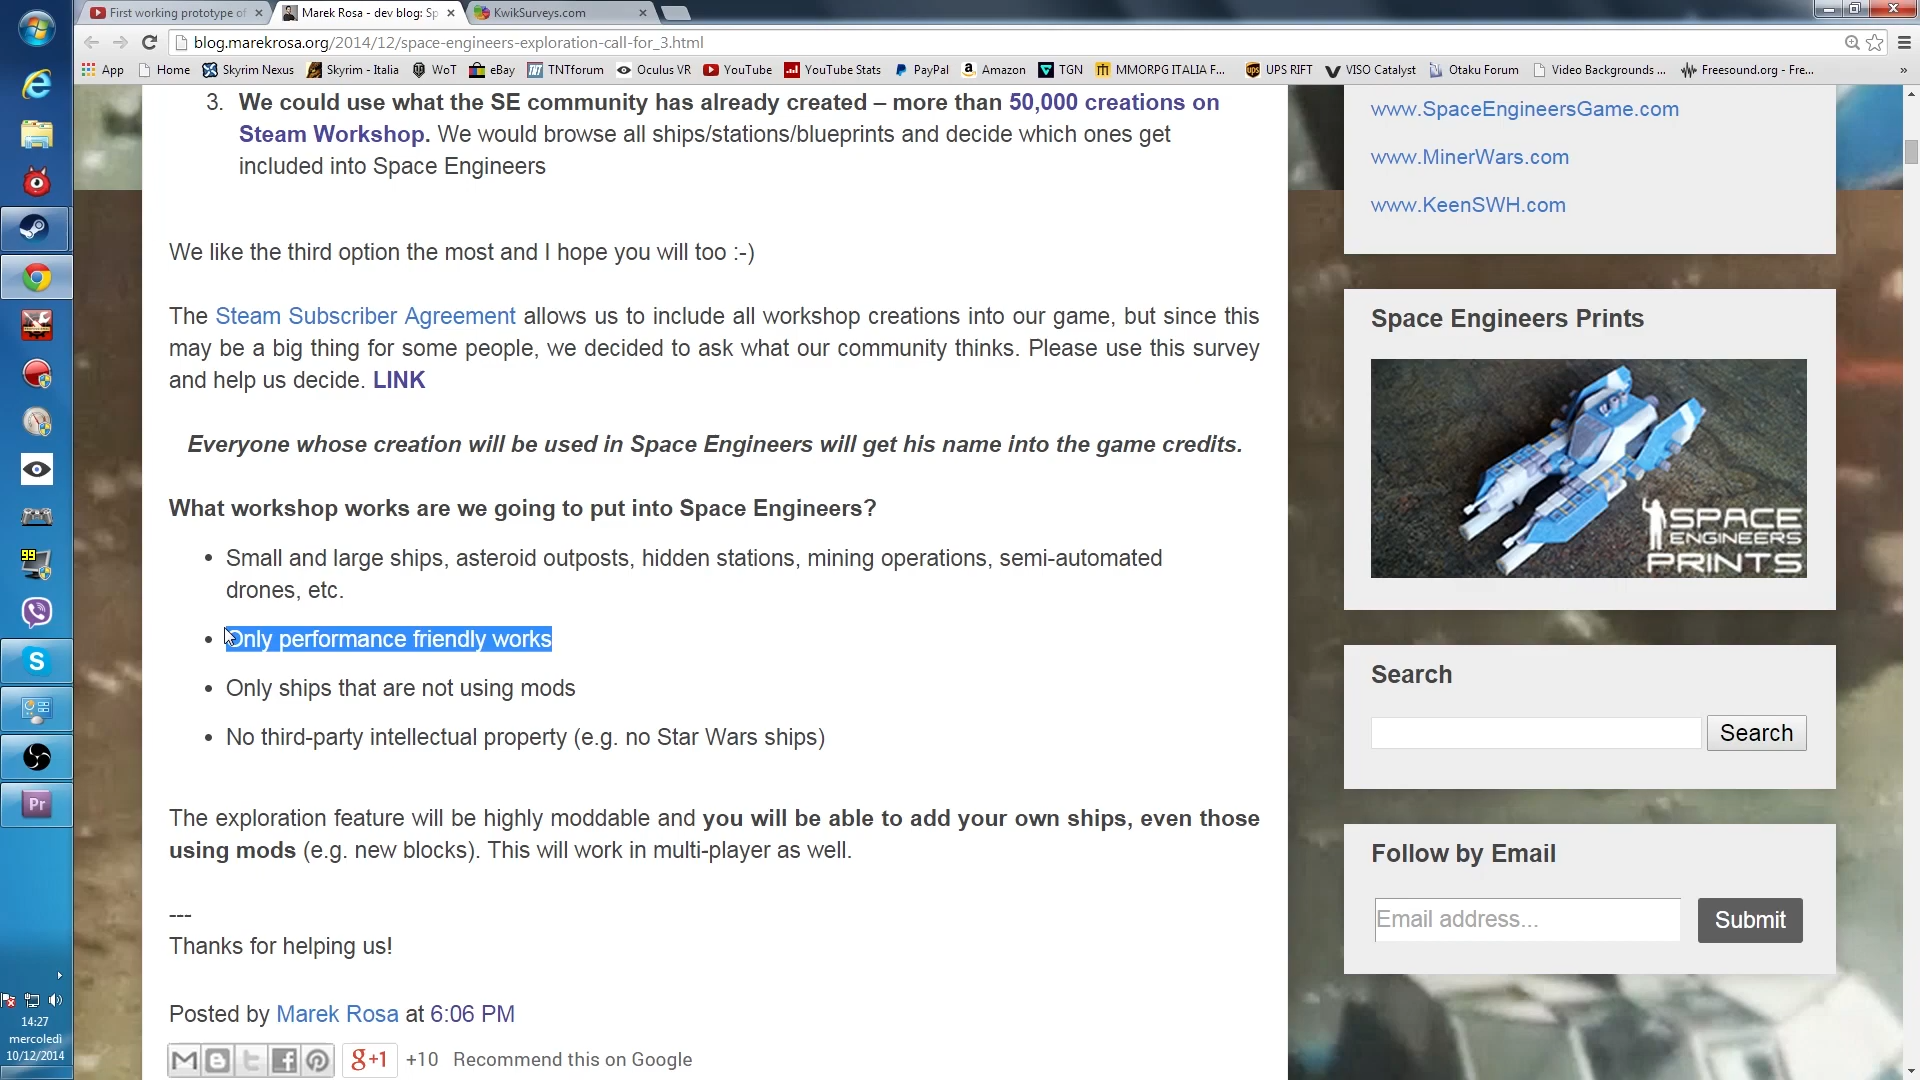 First working prototype of
Marek Rosa - dev blog: Sp
KwikSurveys.com
blog.marekrosa.org/2014/12/space-engineers-exploration-call-for_3.html
App
Home
Skyrim Nexus
Skyrim - Italia
WoT
eBay
TNTforum
Oculus VR
YouTube
YouTube Stats
PayPal
Amazon
TGN
MMORPG ITALIA F...
UPS RIFT
VISO Catalyst
Otaku Forum
Video Backgrounds ...
Freesound.org - Fre...
»
3. We could use what the SE community has already created – more than 50,000 creations on
Steam Workshop. We would browse all ships/stations/blueprints and decide which ones get
included into Space Engineers
We like the third option the most and I hope you will too :-)
The Steam Subscriber Agreement allows us to include all workshop creations into our game, but since this
may be a big thing for some people, we decided to ask what our community thinks. Please use this survey
and help us decide. LINK
Everyone whose creation will be used in Space Engineers will get his name into the game credits.
What workshop works are we going to put into Space Engineers?
• Small and large ships, asteroid outposts, hidden stations, mining operations, semi-automated
drones, etc.
• Only performance friendly works
• Only ships that are not using mods
• No third-party intellectual property (e.g. no Star Wars ships)
The exploration feature will be highly moddable and you will be able to add your own ships, even those
using mods (e.g. new blocks). This will work in multi-player as well.
---
Thanks for helping us!
Posted by Marek Rosa at 6:06 PM
g+1
+10
Recommend this on Google
www.SpaceEngineersGame.com
www.MinerWars.com
www.KeenSWH.com
Space Engineers Prints
SPACE
ENGINEERS
PRINTS
Search
Search
Follow by Email
Email address...
Submit
99
S
Pr
14:27
mercoledì
10/12/2014